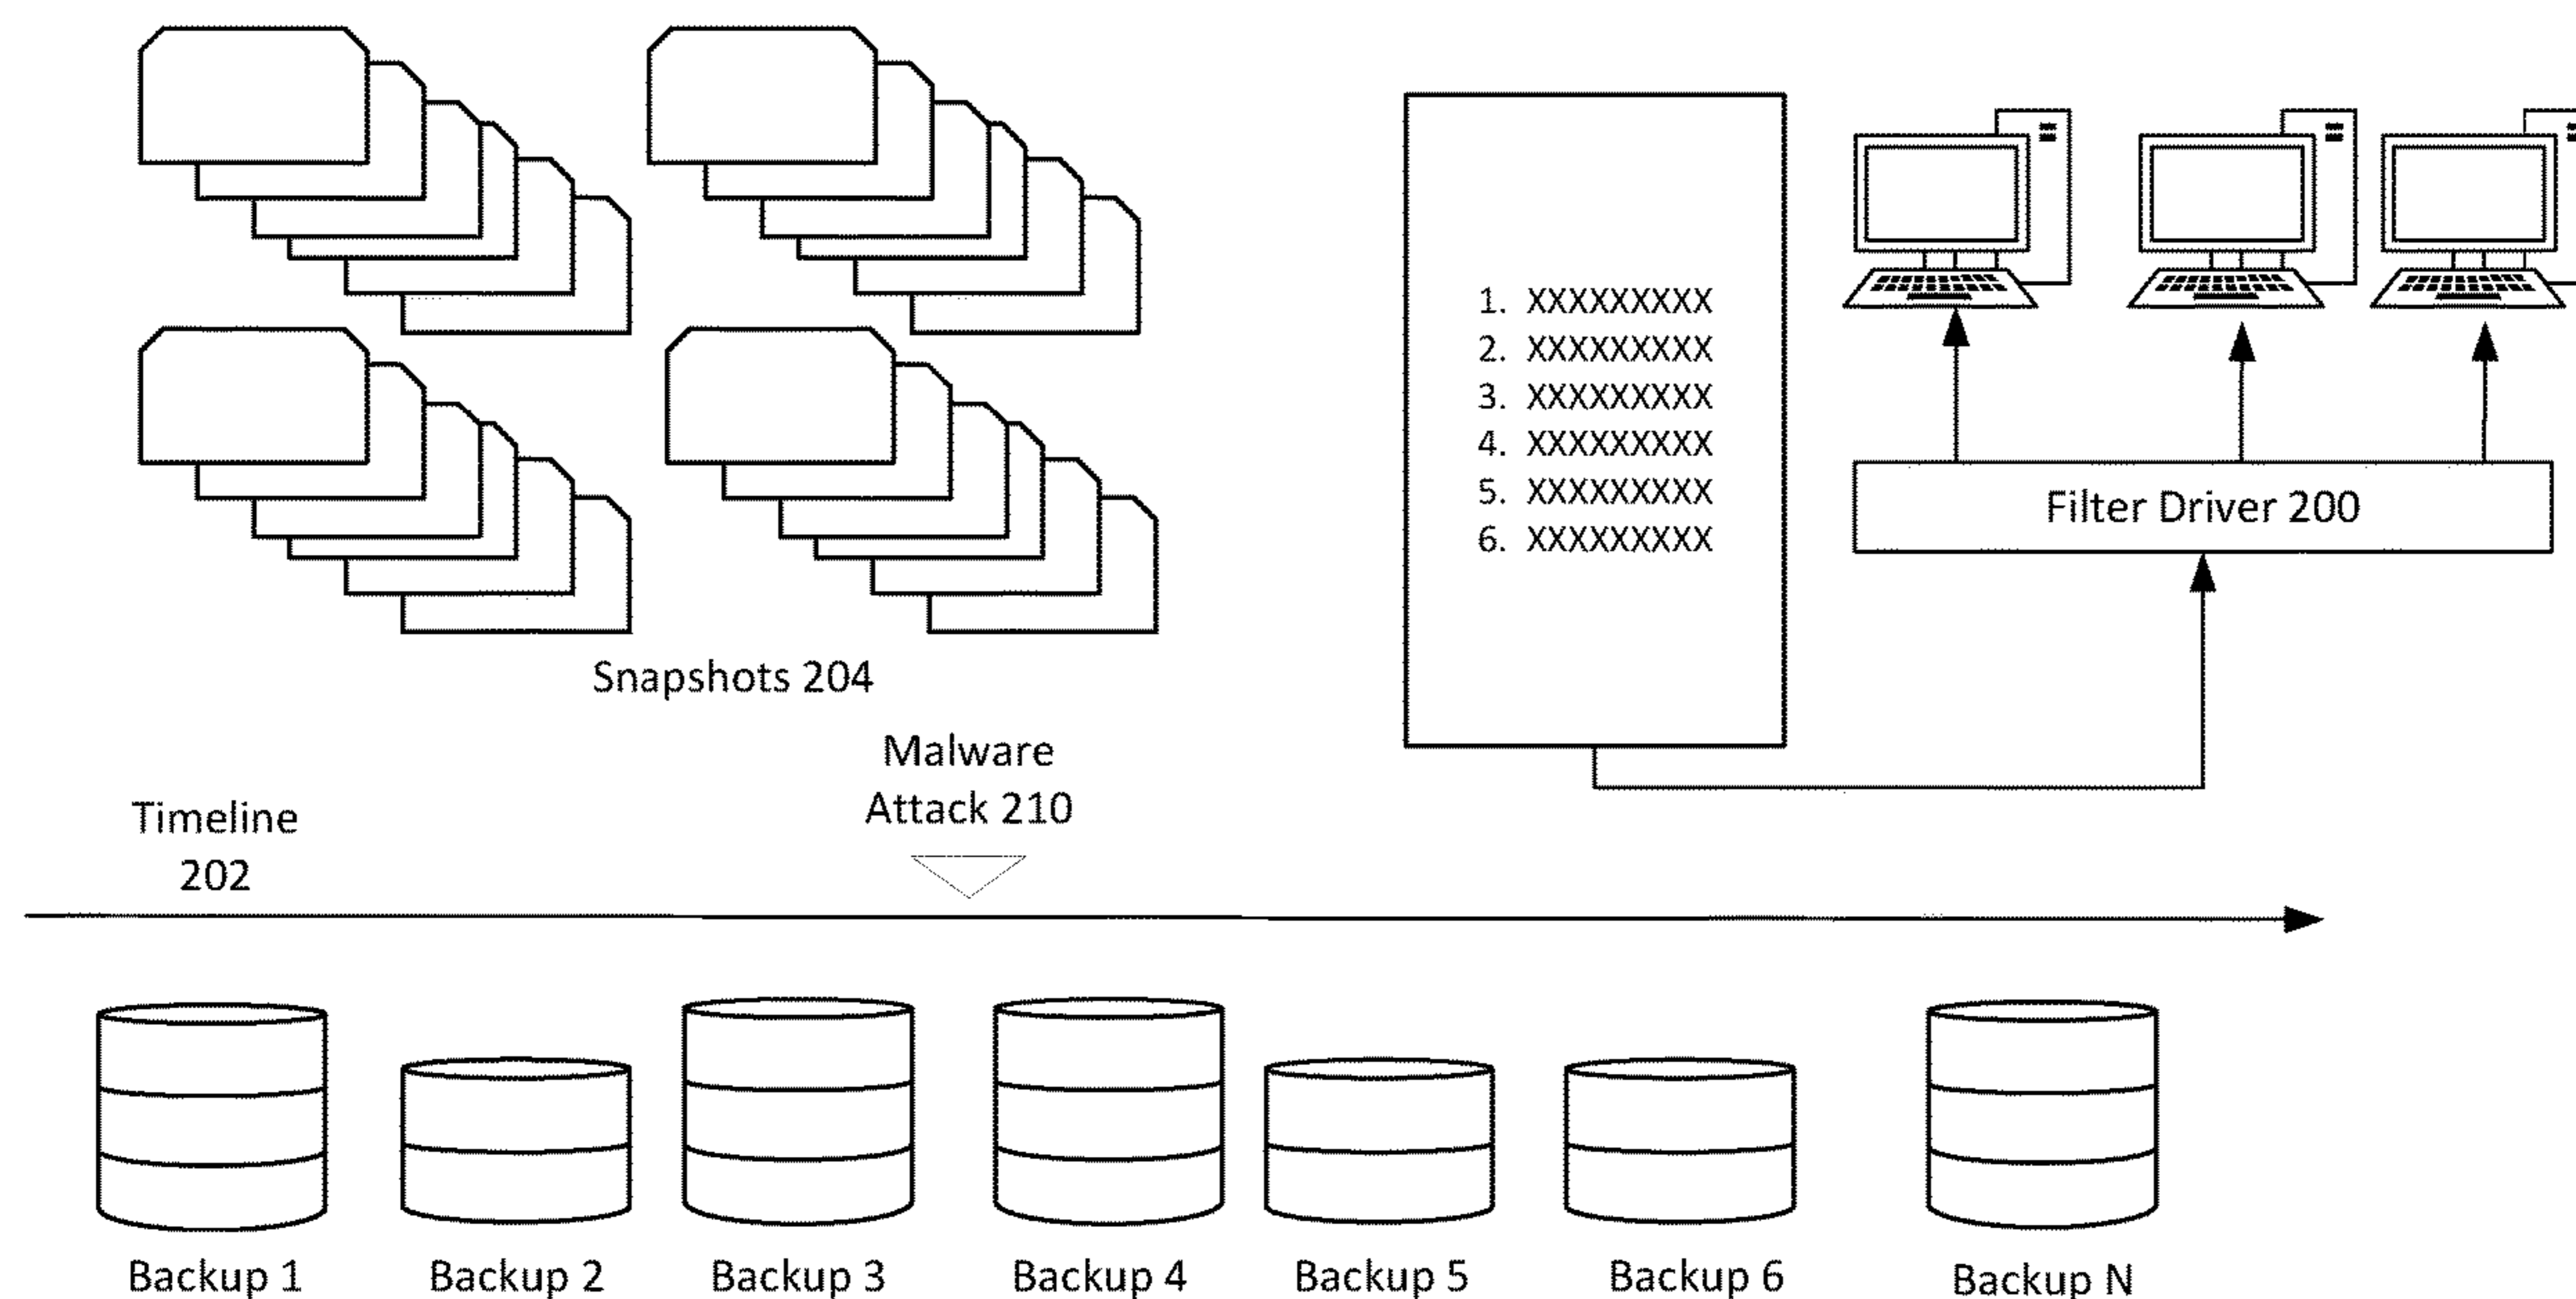 1. XXXXXXXXX
2. XXXXXXXXX
3. XXXXXXXXX
4. XXXXXXXXX
5. XXXXXXXXX
6. XXXXXXXXX
Filter Driver 200
Snapshots 204
Malware
Attack 210
Timeline
202
Backup 1
Backup 2
Backup 3
Backup 4
Backup 5
Backup 6
Backup N